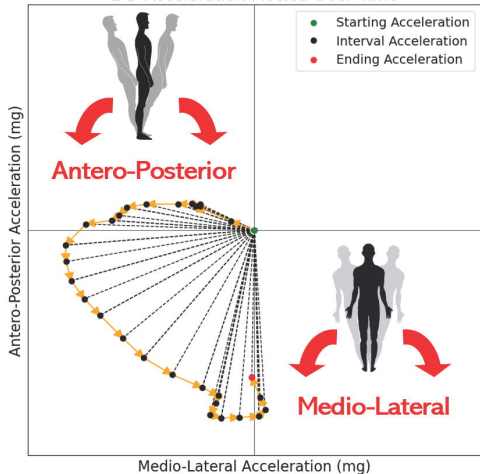 Starting Acceleration
Interval Acceleration
Ending Acceleration
Antero-Posterior
Antero-Posterior Acceleration (mg)
Medio-Lateral
Medio-Lateral Acceleration (mg)